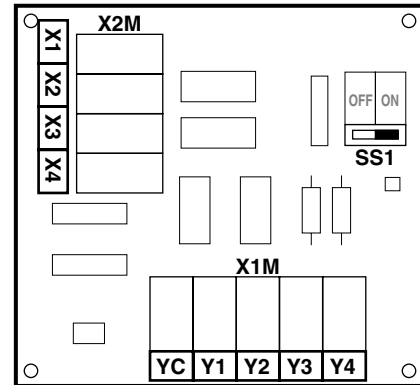 X2M
X1
X2
X3
X4
OFF ON
SS1
X1M
YC Y1 Y2 Y3 Y4